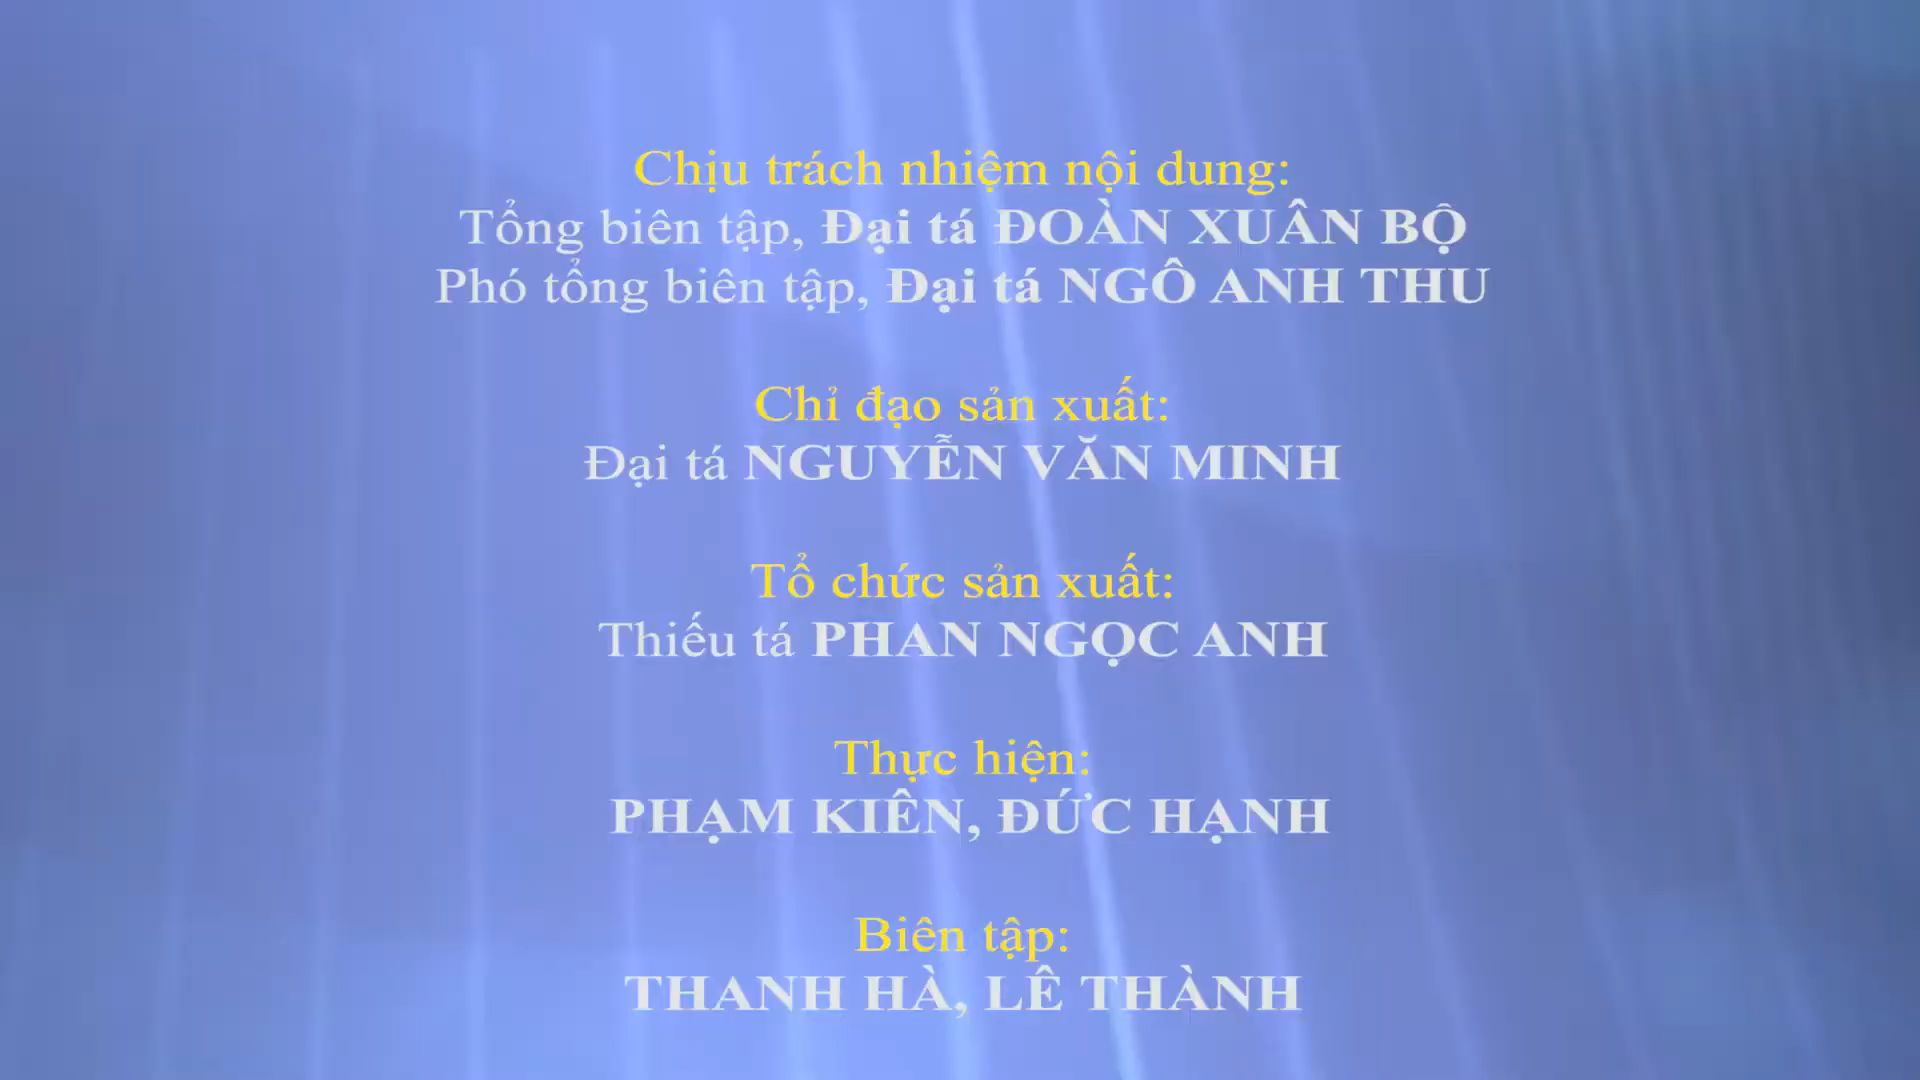 Chịu trách nhiệm nội dung:
Tổng biên tập, Đại tá ĐOÀN XUÂN BỘ
Phó tổng biên tập, Đại tá NGÔ ANH THU
Chỉ đạo sản xuất:
Đại tá NGUYỄN VĂN MINH
Tổ chức sản xuất:
Thiếu tá PHAN NGỌC ANH
Thực hiện:
PHẠM KIÊN, ĐỨC HẠNH
Biên tập:
THANH HÀ, LÊ THÀNH